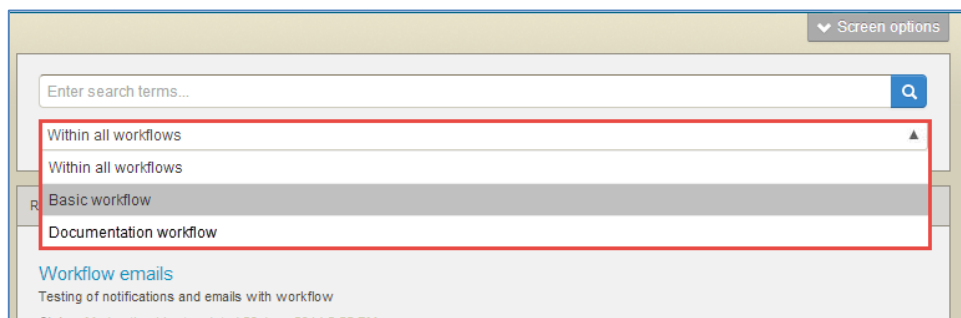 Screen options
Enter search terms...
Within all workflows
Within all workflows
Basic workflow
R
Documentation workflow
Workflow emails
Testing of notifications and emails with workflow